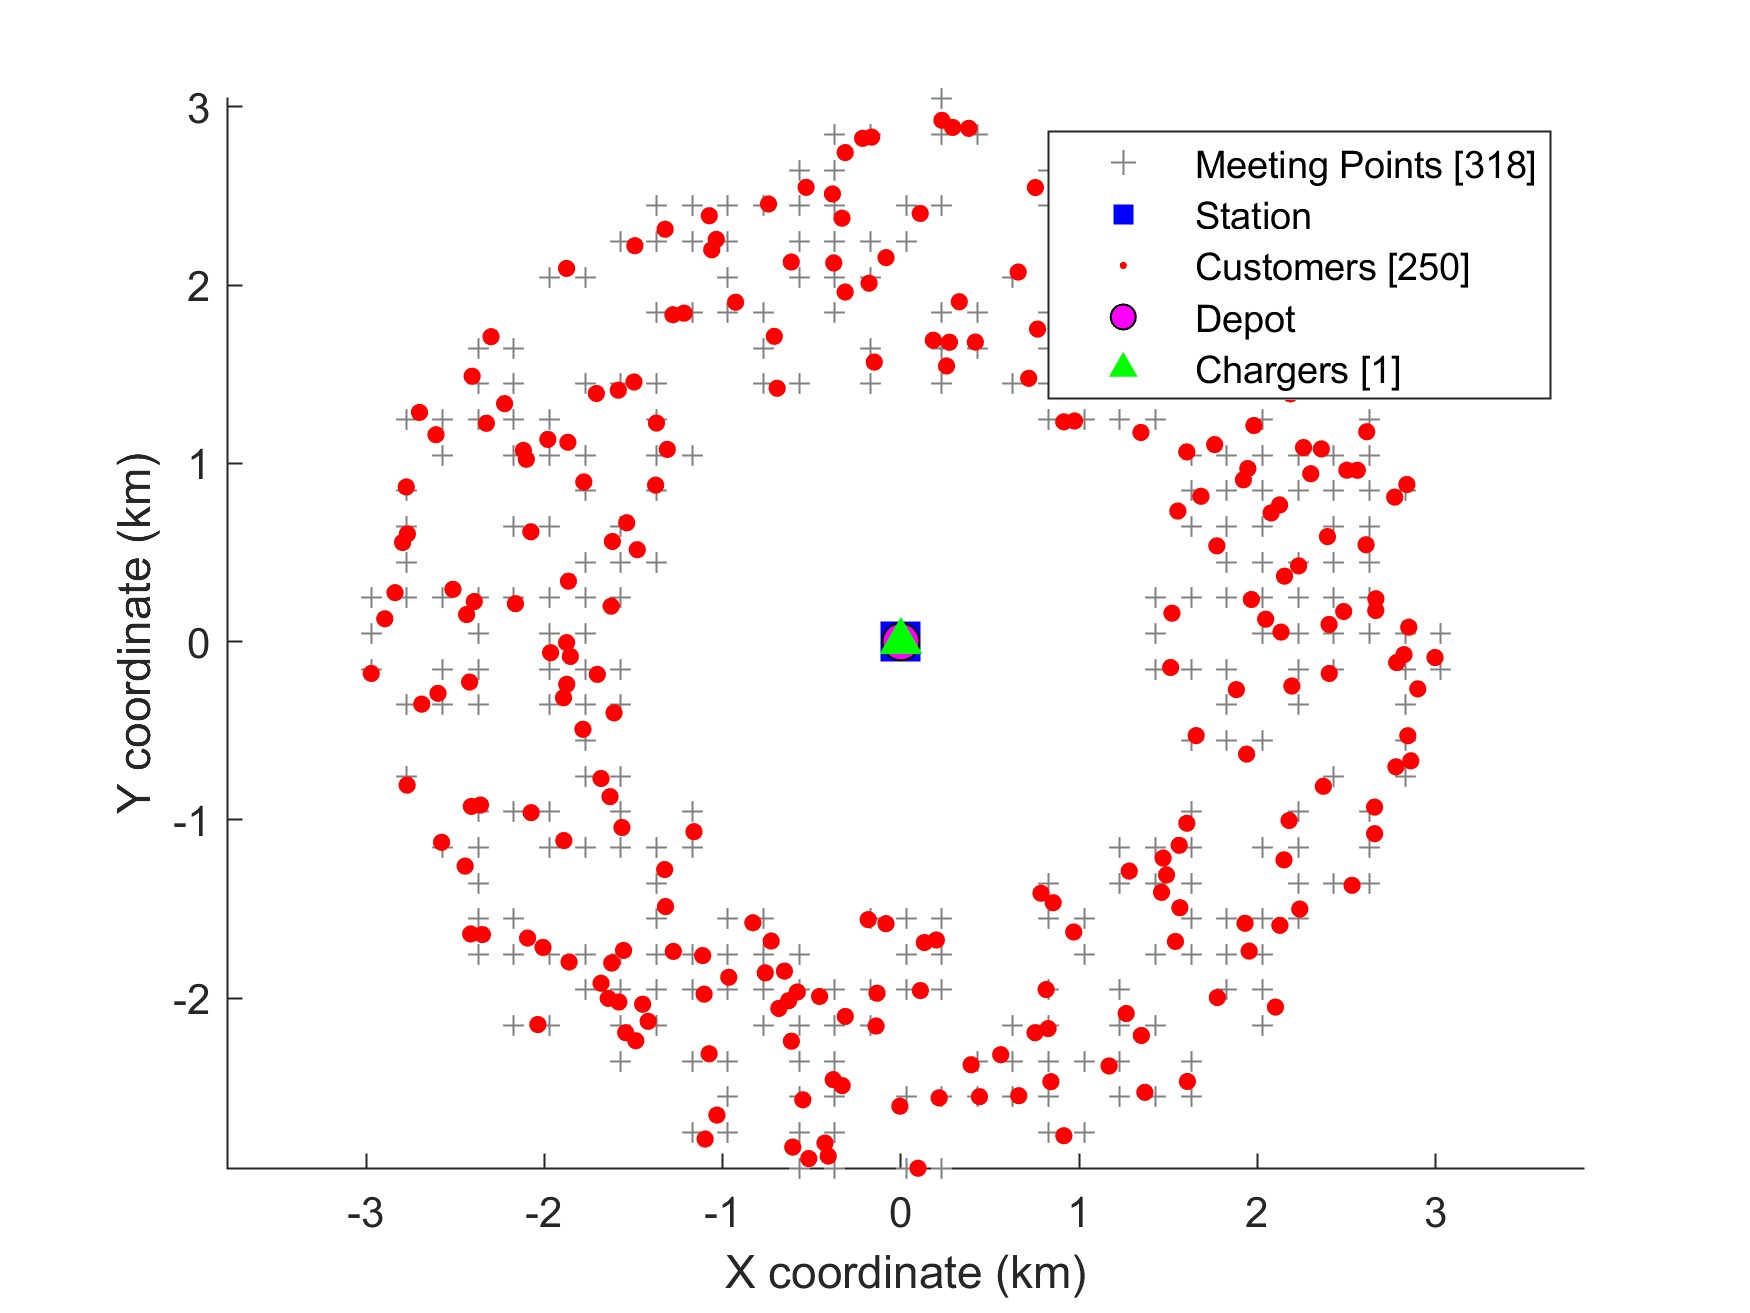 3
2
1
0
-1
-2
Y coordinate (km)
Meeting Points [318]
Station
Customers [250]
Depot
Chargers [1]
-3 -2 -1 0 1 2 3
X coordinate (km)